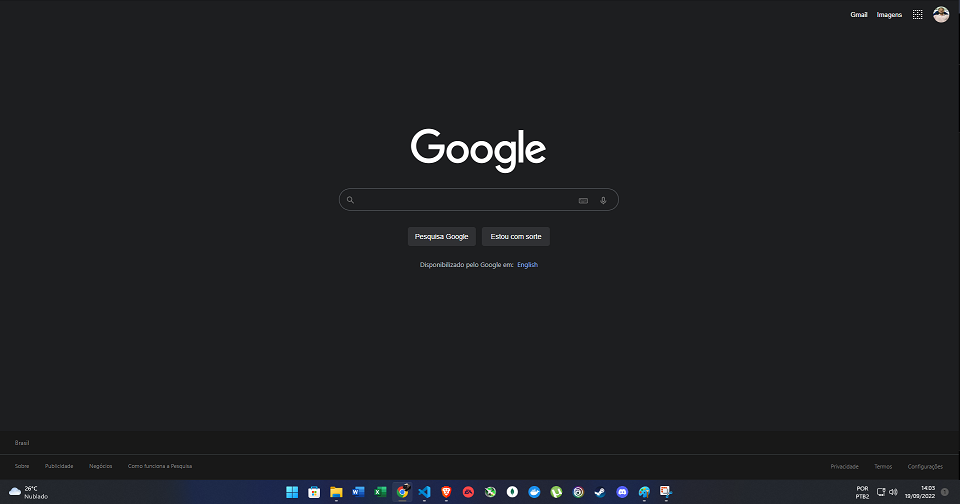 Gmail Imagens
Google
Pesquisa Google Estou com sorte
Disponibilizado pelo Google em: English
Brasil
Sobre Publicidade Negócios Como funciona a Pesquisa Privacidade Termos Configurações
26°C
Nublado
POR
PTB2
14:03
19/09/2022